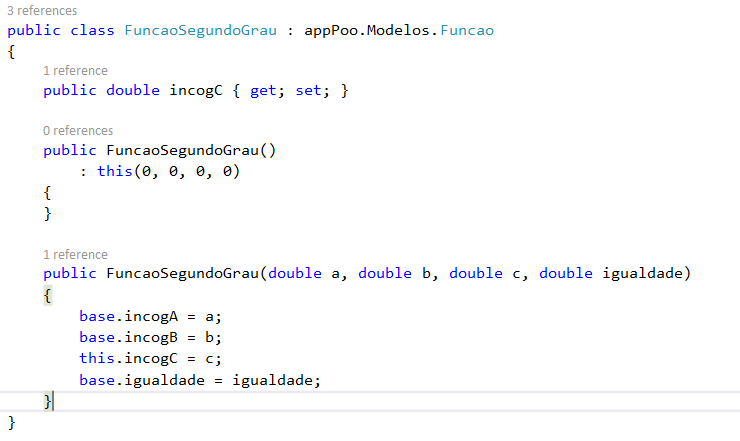 3 references
public class FuncaoSegundoGrau : appPoo.Modelos.Funcao
{
1 reference
public double incogC { get; set; }
0 references
public FuncaoSegundoGrau()
: this(0, 0, 0, 0)
{
}
1 reference
public FuncaoSegundoGrau(double a, double b, double c, double igualdade)
{
base.incogA = a;
base.incogB = b;
this.incogC = c;
base.igualdade = igualdade;
}
}